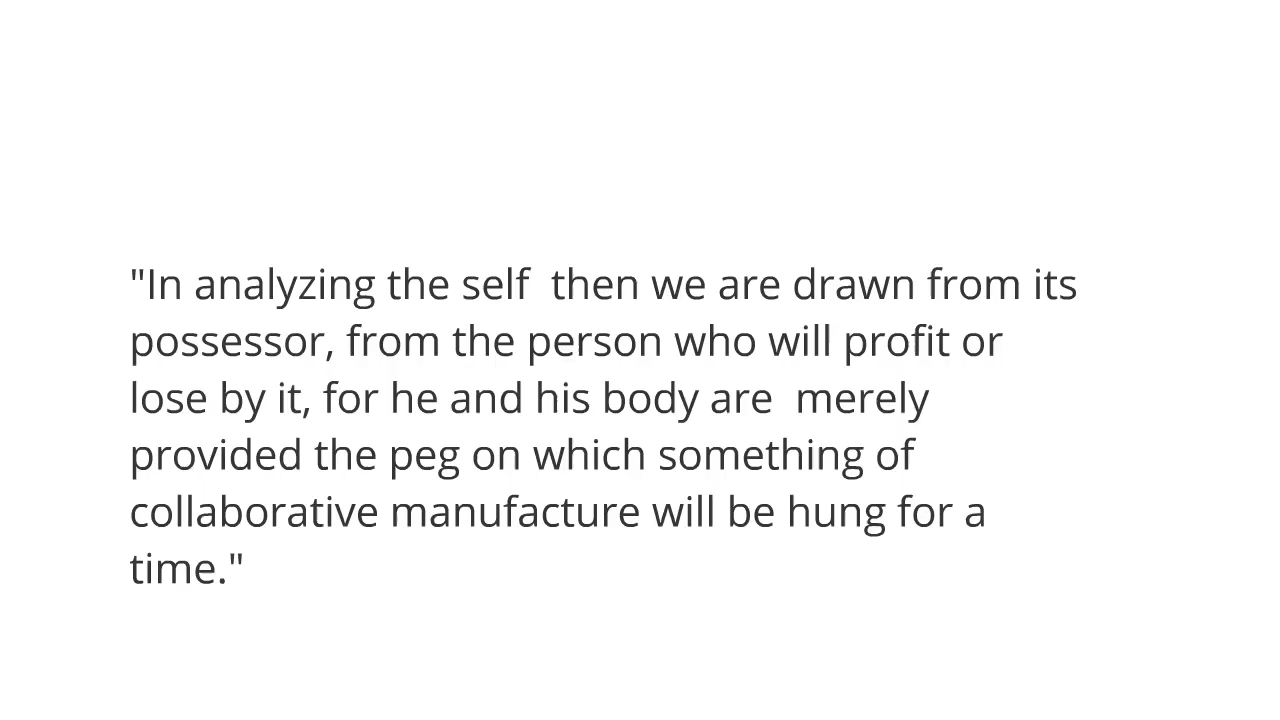 "In analyzing the self  then we are drawn from its
possessor, from the person who will profit or
lose by it, for he and his body are  merely
provided the peg on which something of
collaborative manufacture will be hung for a
time."